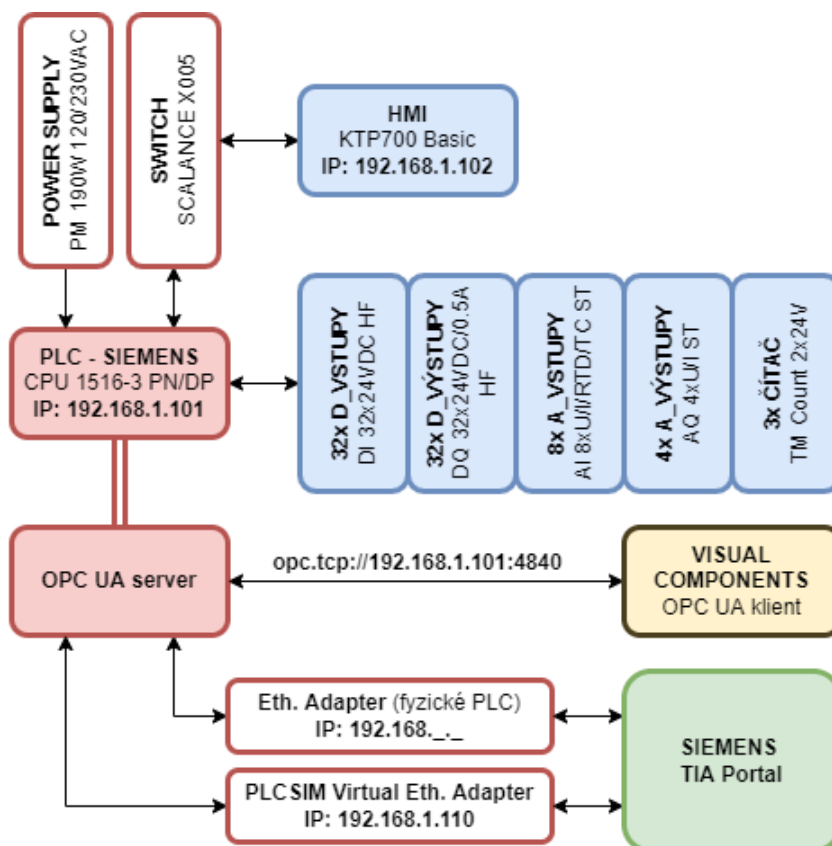 POWER SUPPLY
PM 190W 120/230VAC
SWITCH
SCALANCE X005
HMI
KTP700 Basic
IP: 192.168.1.102
PLC - SIEMENS
CPU 1516-3 PN/DP
IP: 192.168.1.101
32x D_VSTUPY
DI 32x24VDC HF
32x D_VÝSTUPY
DQ 32x24VDC/0.5A
HF
8x A_VSTUPY
AI 8xU/I/RTD/TC ST
4x A_VÝSTUPY
AQ 4xU/I ST
3x ČÍTAČ
TM Count 2x24V
OPC UA server
opc.tcp://192.168.1.101:4840
VISUAL
COMPONENTS
OPC UA klient
Eth. Adapter (fyzické PLC)
IP: 192.168._._
PLCSIM Virtual Eth. Adapter
IP: 192.168.1.110
SIEMENS
TIA Portal